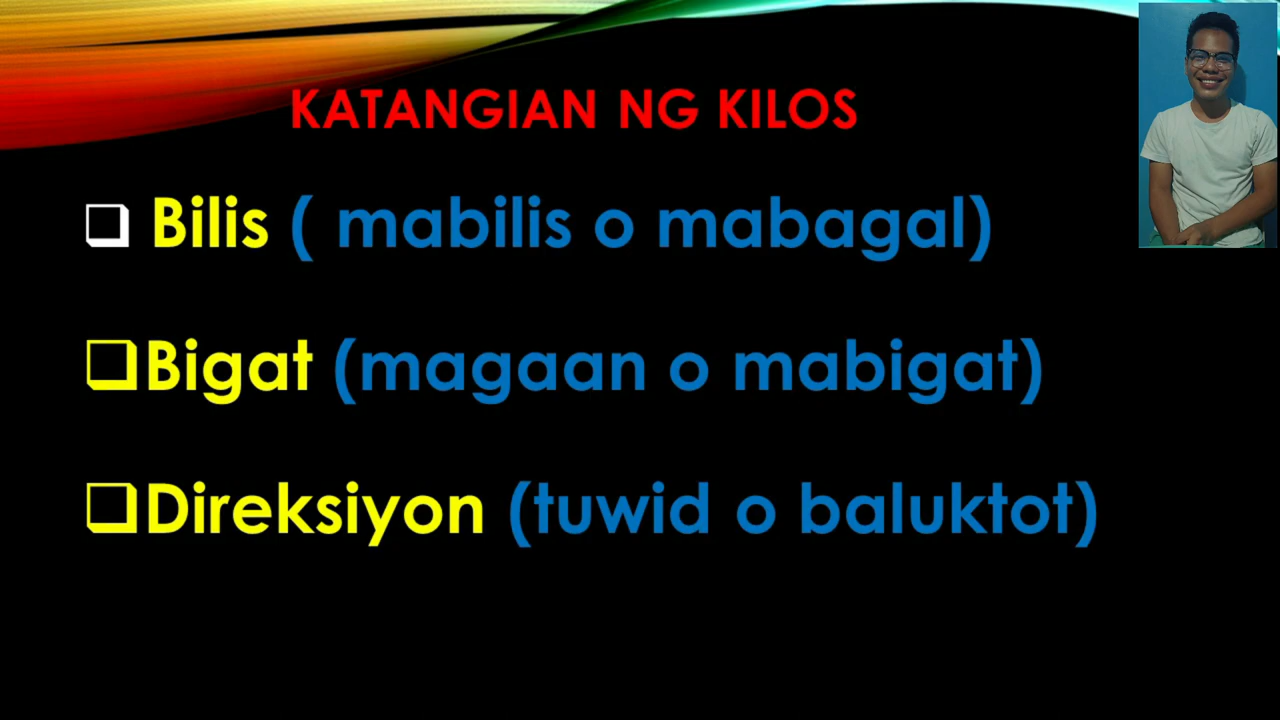 KATANGIAN NG KILOS
Bilis ( mabilis o mabagal)
Bigat (magaan o mabigat)
Direksiyon (tuwid o baluktot)